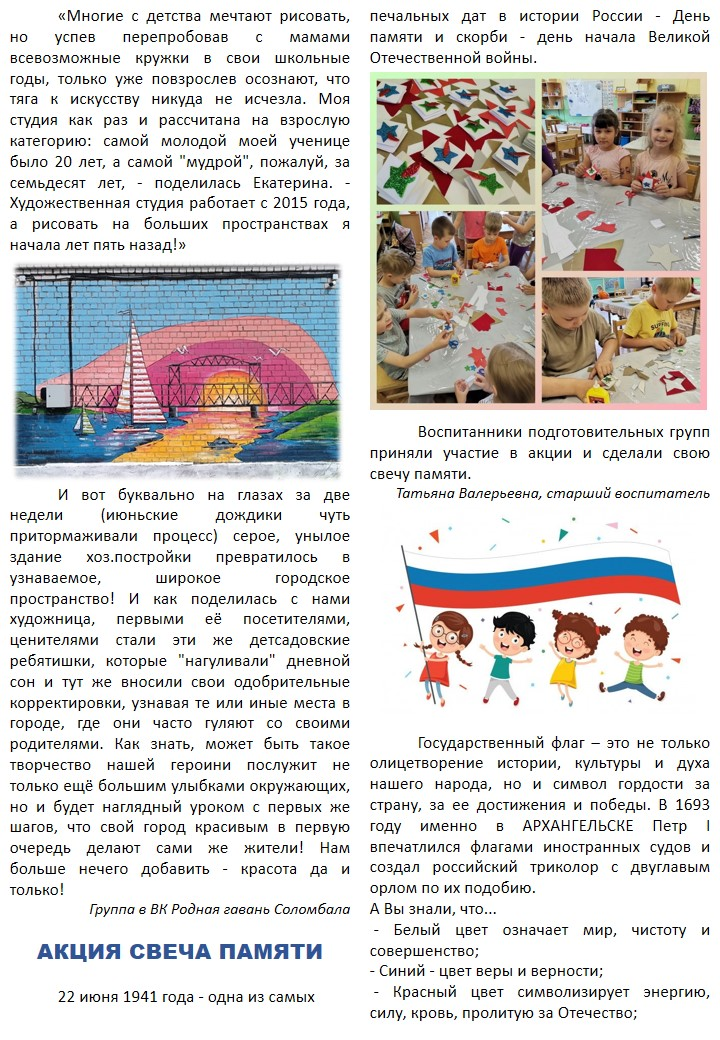 «Многие с детства мечтают рисовать,
но успев перепробовав с мамами
всевозможные кружки в свои школьные
годы, только уже повзрослев осознают, что
тяга к искусству никуда не исчезла. Моя
студия как раз и рассчитана на взрослую
категорию: самой молодой моей ученице
было 20 лет, а самой "мудрой", пожалуй, за
семьдесят лет, - поделилась Екатерина. -
Художественная студия работает с 2015 года,
а рисовать на больших пространствах я
начала лет пять назад!»
И вот буквально на глазах за две
недели (июньские дождики чуть
притормаживали процесс) серое, унылое
здание хоз.постройки превратилось в
узнаваемое, широкое городское
пространство! И как поделилась с нами
художница, первыми её посетителями,
ценителями стали эти же детсадовские
ребятишки, которые "нагуливали" дневной
сон и тут же вносили свои одобрительные
корректировки, узнавая те или иные места в
городе, где они часто гуляют со своими
родителями. Как знать, может быть такое
творчество нашей героини послужит не
только ещё большим улыбками окружающих,
но и будет наглядный уроком с первых же
шагов, что свой город красивым в первую
очередь делают сами же жители! Нам
больше нечего добавить - красота да и
только!
Группа в ВК Родная гавань Соломбала
АКЦИЯ СВЕЧА ПАМЯТИ
22 июня 1941 года - одна из самых
печальных дат в истории России - День
памяти и скорби - день начала Великой
Отечественной войны.
Воспитанники подготовительных групп
приняли участие в акции и сделали свою
свечу памяти.
Татьяна Валерьевна, старший воспитатель
Государственный флаг – это не только
олицетворение истории, культуры и духа
нашего народа, но и символ гордости за
страну, за ее достижения и победы. В 1693
году именно в АРХАНГЕЛЬСКЕ Петр I
впечатлился флагами иностранных судов и
создал российский триколор с двуглавым
орлом по их подобию.
А Вы знали, что...
- Белый цвет означает мир, чистоту и
совершенство;
- Синий - цвет веры и верности;
- Красный цвет символизирует энергию,
силу, кровь, пролитую за Отечество;